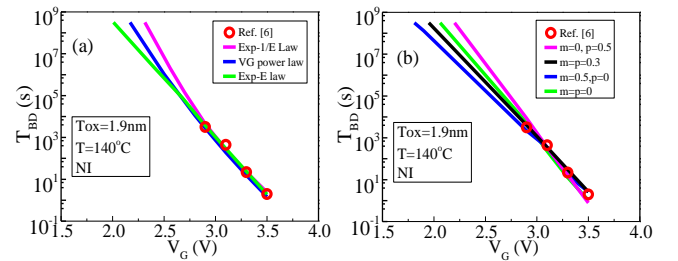 (a)
Ref. [6]
Exp-1/E Law
VG power law
Exp-E law
Tox=1.9nm
T=140°C
NI
T_BD (s)
10^9
10^7
10^5
10^3
10^1
10^-1
1.5 2.0 2.5 3.0 3.5 4.0
V_G (V)
(b)
Ref. [6]
m=0, p=0.5
m=p=0.3
m=0.5,p=0
m=p=0
Tox=1.9nm
T=140°C
NI
T_BD (s)
10^9
10^7
10^5
10^3
10^1
10^-1
1.5 2.0 2.5 3.0 3.5 4.0
V_G (V)